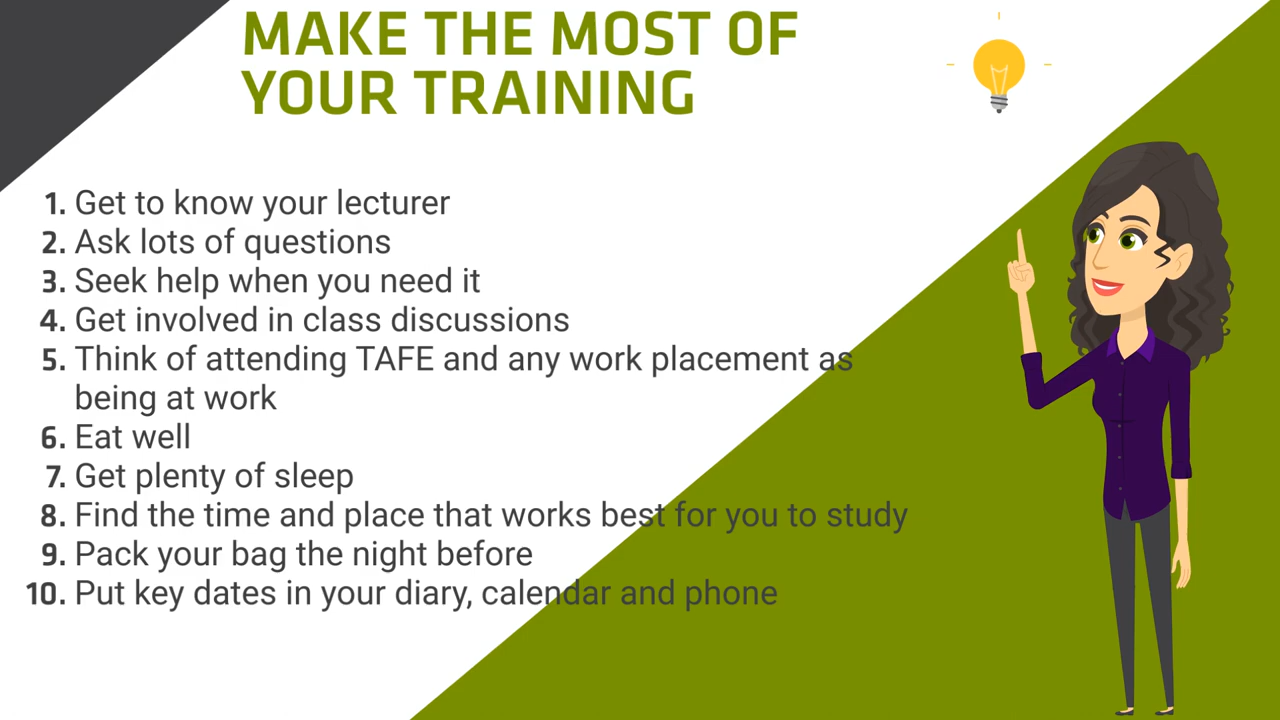 MAKE THE MOST OF
YOUR TRAINING
1. Get to know your lecturer
2. Ask lots of questions
3. Seek help when you need it
4. Get involved in class discussions
5. Think of attending TAFE and any work placement as
being at work
6. Eat well
7. Get plenty of sleep
8. Find the time and place that works best for you to study
9. Pack your bag the night before
10. Put key dates in your diary, calendar and phone